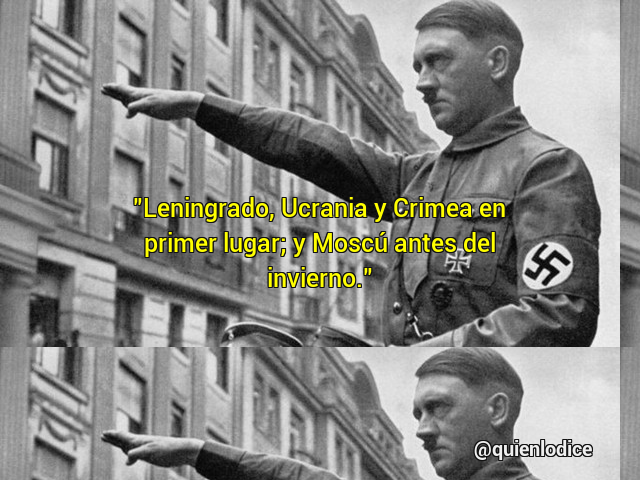 "Leningrado, Ucrania y Crimea en
primer lugar; y Moscú antes del
invierno."
@quienlodice